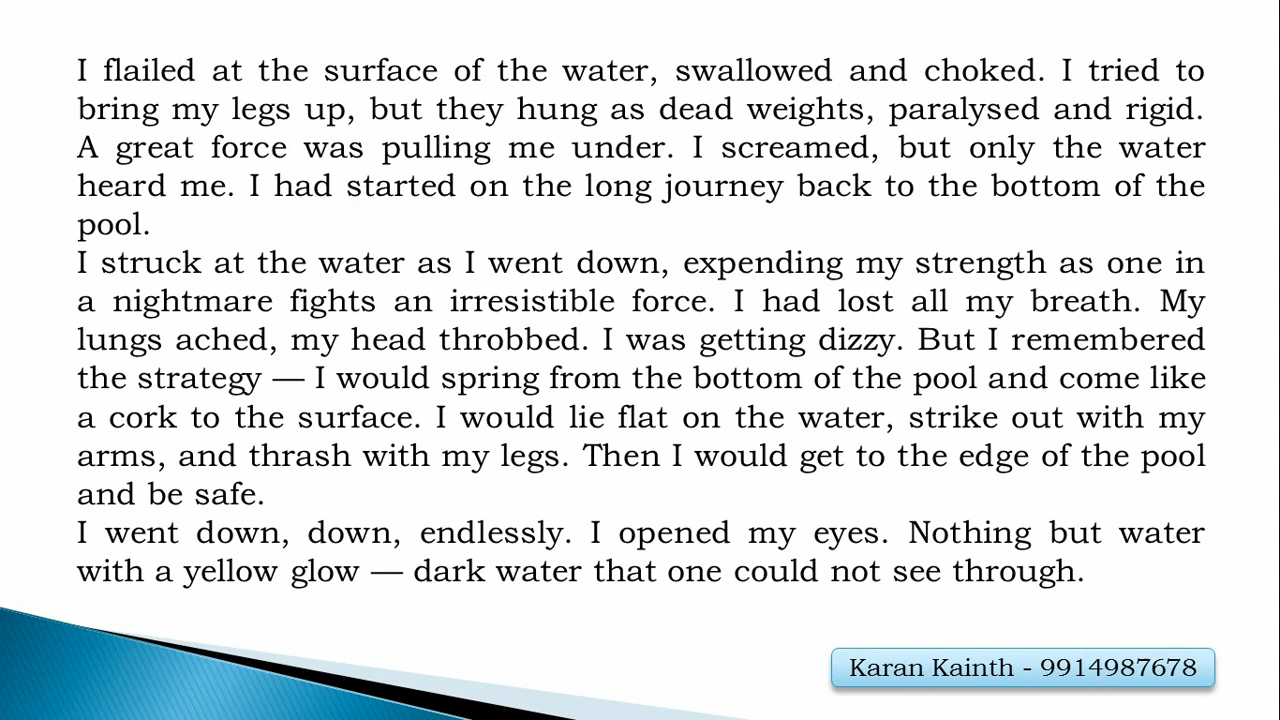 I flailed at the surface of the water, swallowed and choked. I tried to
bring my legs up, but they hung as dead weights, paralysed and rigid.
A great force was pulling me under. I screamed, but only the water
heard me. I had started on the long journey back to the bottom of the
pool.
I struck at the water as I went down, expending my strength as one in
a nightmare fights an irresistible force. I had lost all my breath. My
lungs ached, my head throbbed. I was getting dizzy. But I remembered
the strategy — I would spring from the bottom of the pool and come like
a cork to the surface. I would lie flat on the water, strike out with my
arms, and thrash with my legs. Then I would get to the edge of the pool
and be safe.
I went down, down, endlessly. I opened my eyes. Nothing but water
with a yellow glow — dark water that one could not see through.
Karan Kainth - 9914987678